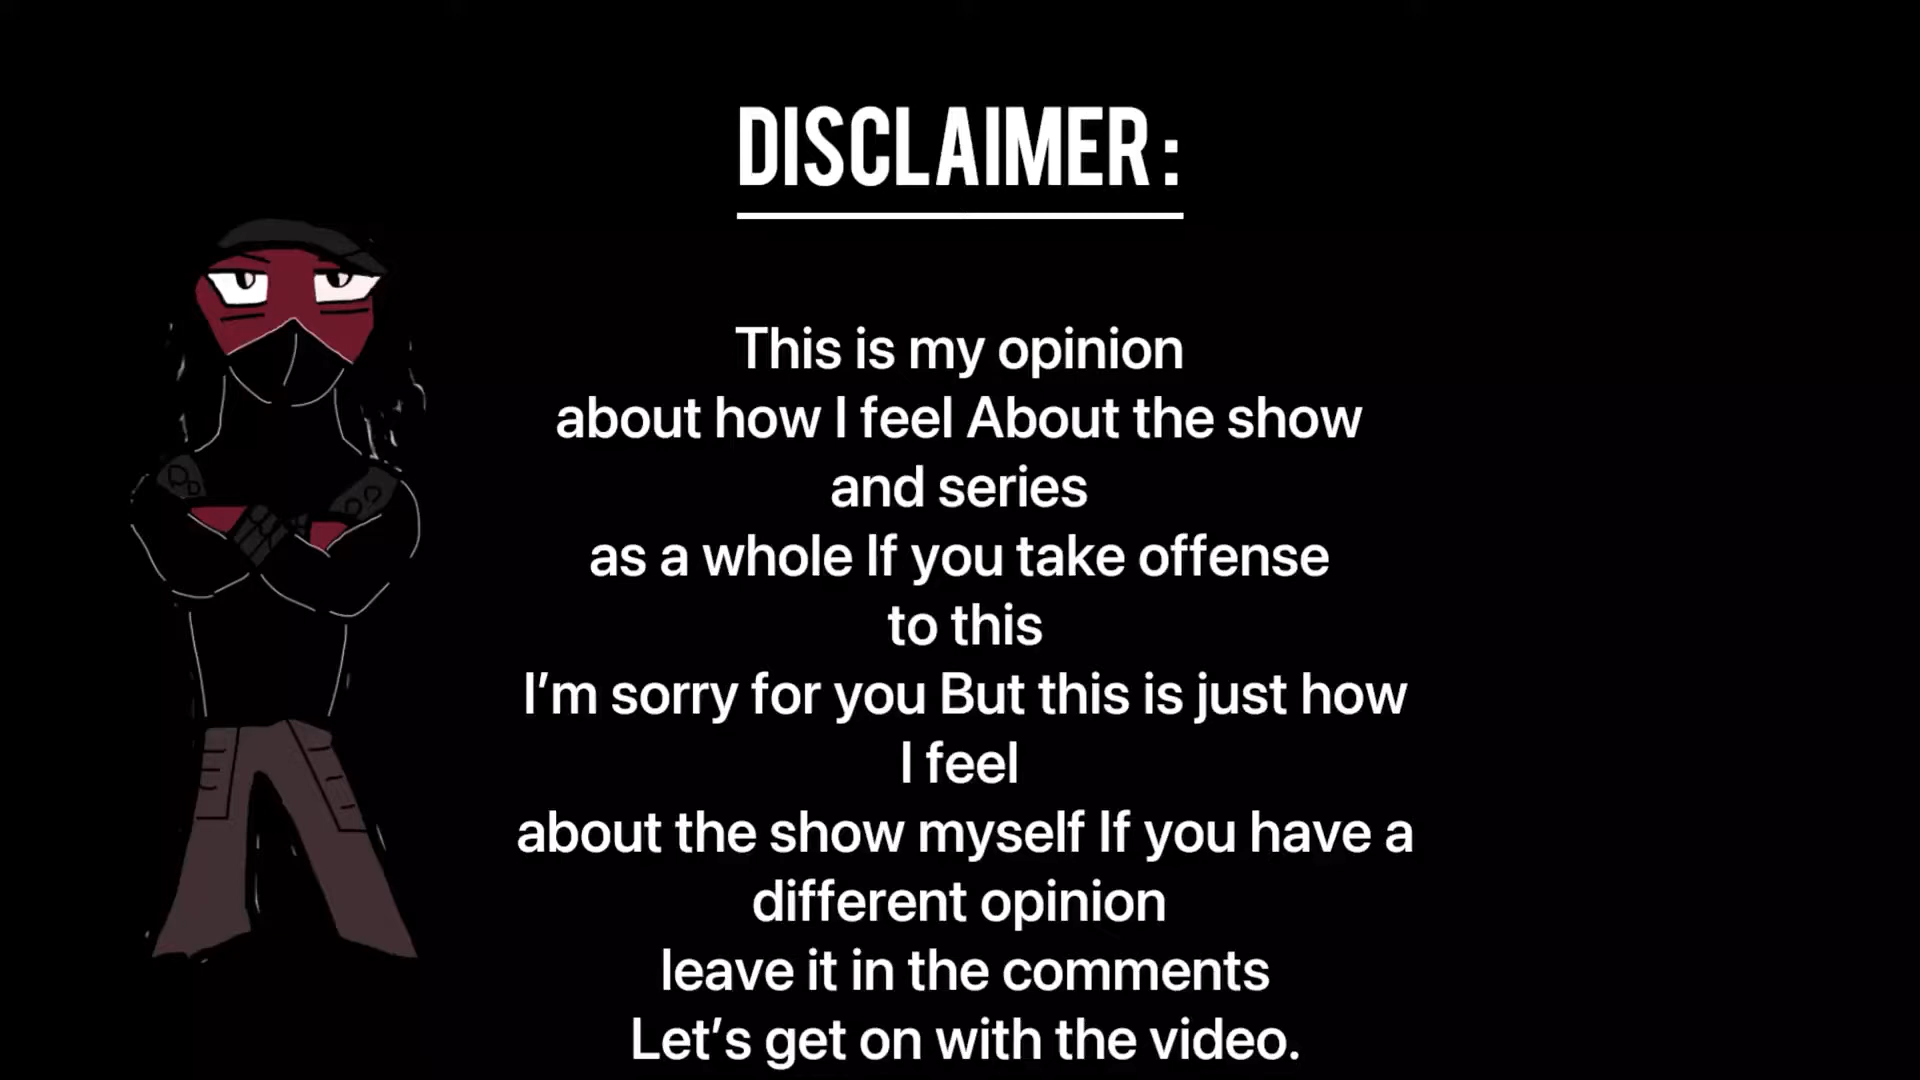 DISCLAIMER:
This is my opinion
about how I feel About the show
and series
as a whole If you take offense
to this
I’m sorry for you But this is just how
I feel
about the show myself If you have a
different opinion
leave it in the comments
Let’s get on with the video.